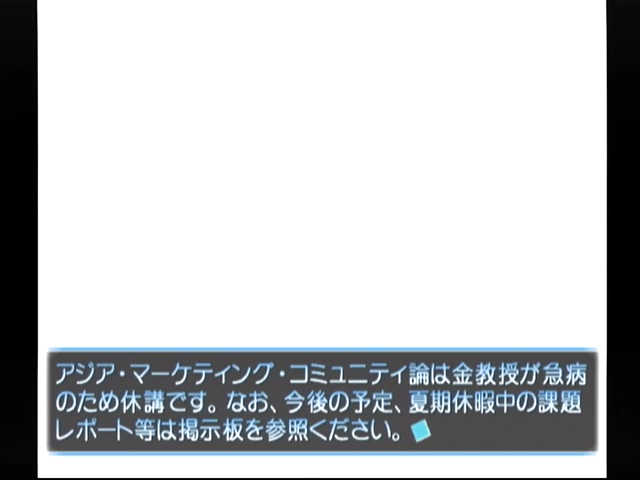 アジア・マーケティング・コミュニティ論は金教授が急病
のため休講です。なお、今後の予定、夏期休暇中の課題
レポート等は掲示板を参照ください。